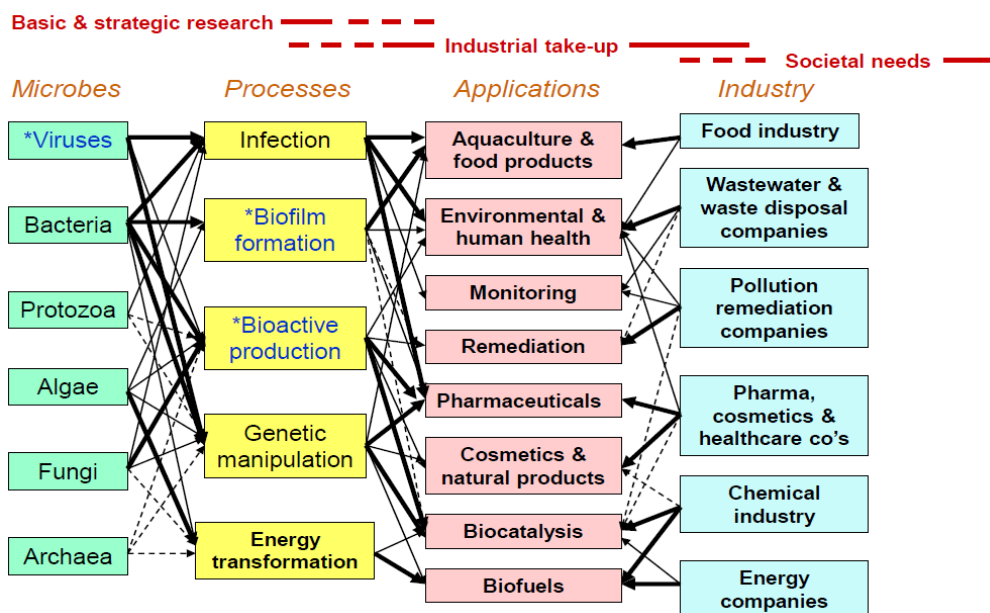 Basic & strategic research
Industrial take-up
Societal needs
Microbes
Processes
Applications
Industry
*Viruses
Bacteria
Protozoa
Algae
Fungi
Archaea
Infection
*Biofilm
formation
*Bioactive
production
Genetic
manipulation
Energy
transformation
Aquaculture &
food products
Environmental &
human health
Monitoring
Remediation
Pharmaceuticals
Cosmetics &
natural products
Biocatalysis
Biofuels
Food industry
Wastewater &
waste disposal
companies
Pollution
remediation
companies
Pharma,
cosmetics &
healthcare co's
Chemical
industry
Energy
companies